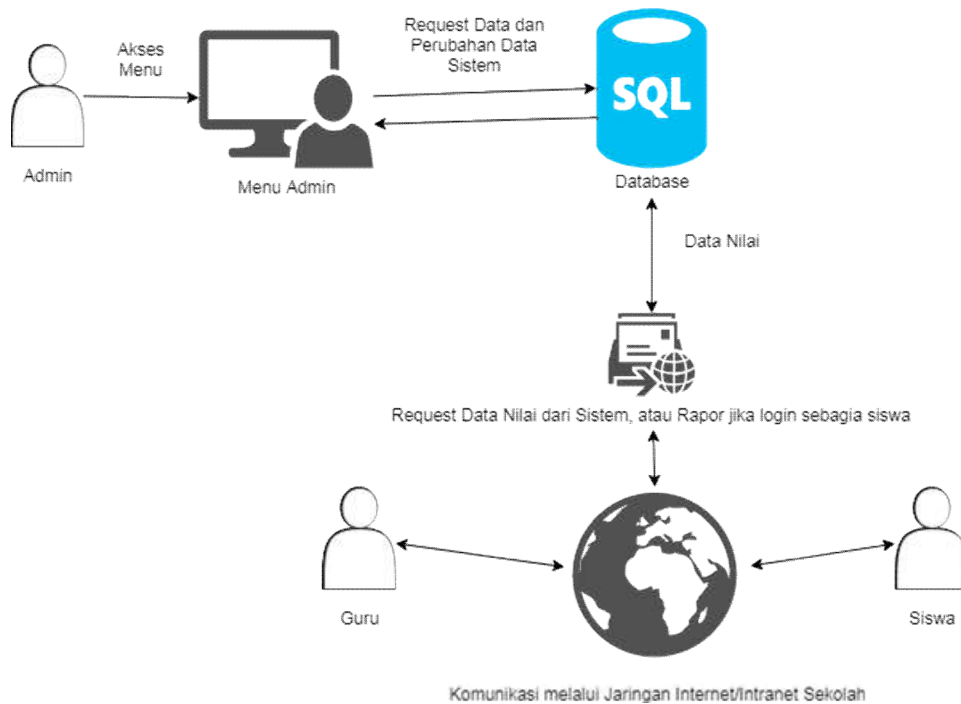 Akses
Menu
Request Data dan
Perubahan Data
Sistem
SQL
Admin
Menu Admin
Database
Data Nilai
Request Data Nilai dari Sistem, atau Rapor jika login sebagia siswa
Guru
Siswa
Komunikasi melalui Jaringan Internet/Intranet Sekolah